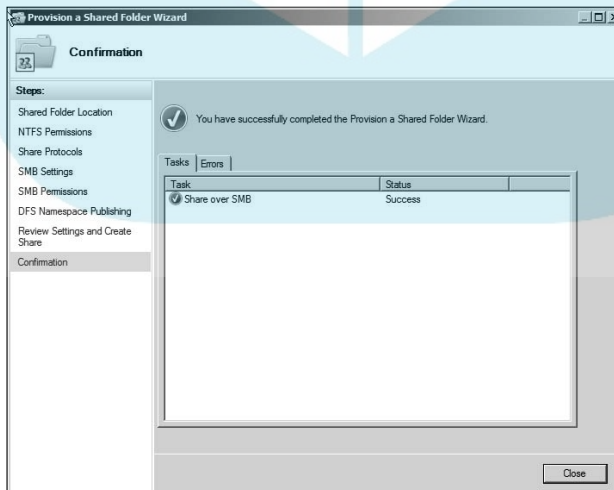 Provision a Shared Folder Wizard
Confirmation
Steps:
Shared Folder Location
NTFS Permissions
Share Protocols
SMB Settings
SMB Permissions
DFS Namespace Publishing
Review Settings and Create
Share
Confirmation
You have successfully completed the Provision a Shared Folder Wizard.
Tasks Errors
Task Status
Share over SMB Success
Close